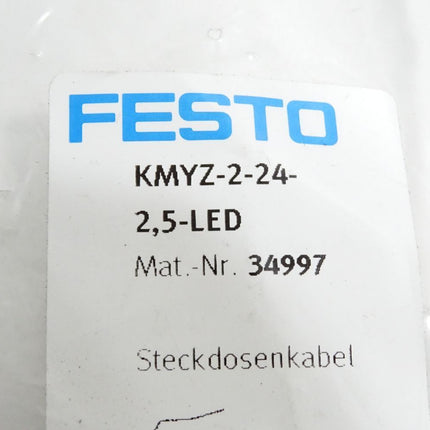 FESTO
KMYZ-2-24-
2,5-LED
Mat.-Nr. 34997
Steckdosenkabel